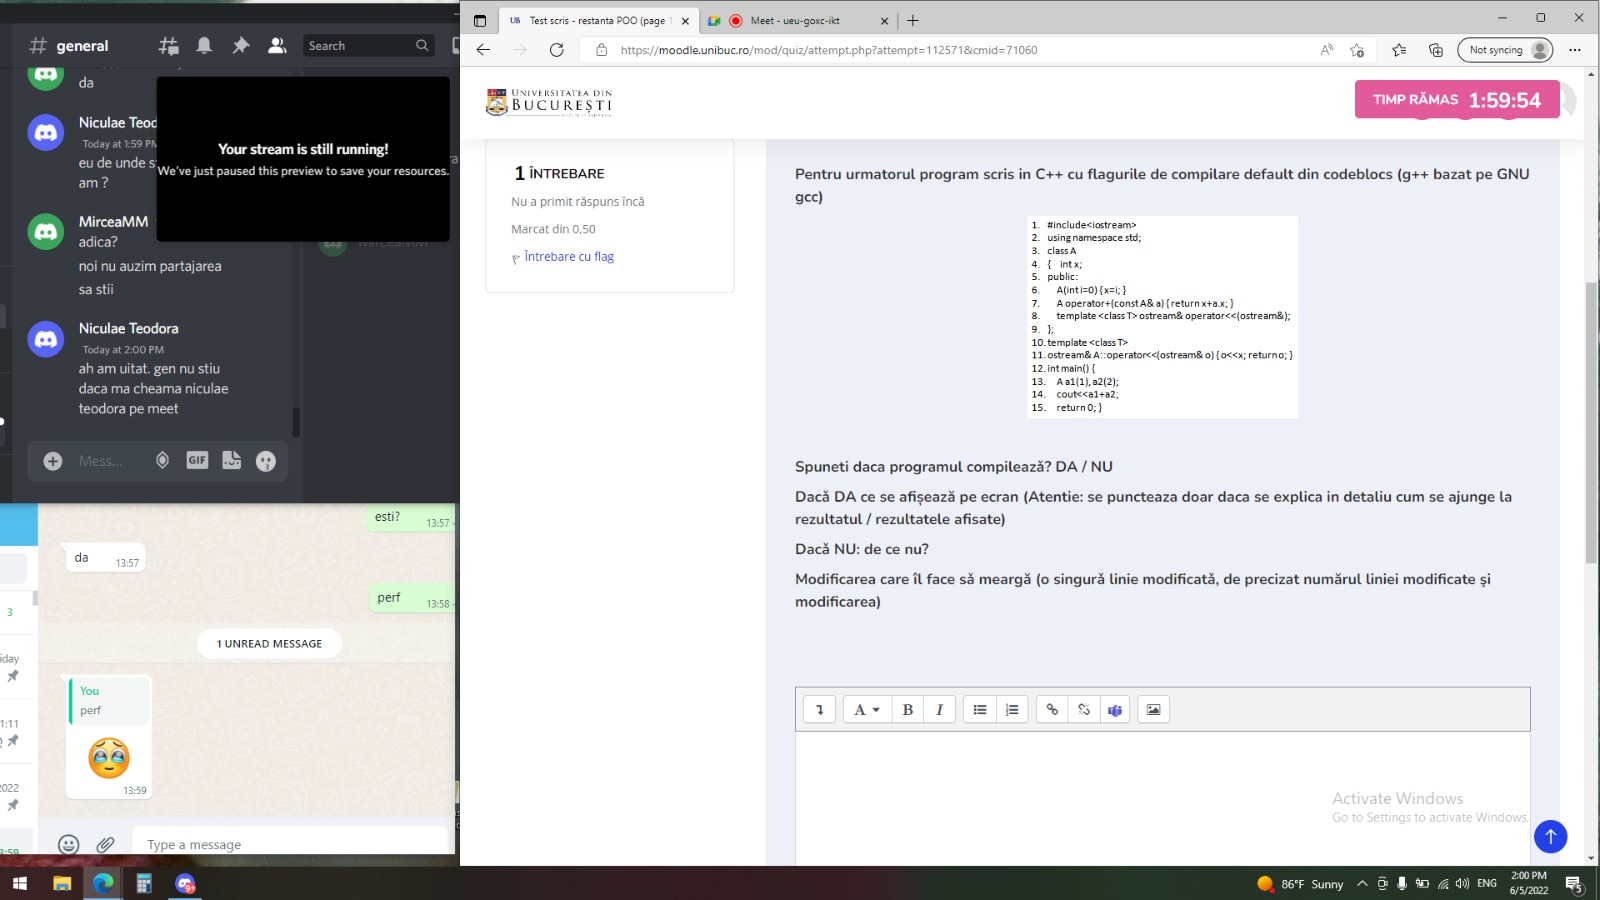 # general
Search
da
Niculae Teod
Today at 1:59 PM
eu de unde s
am ?
MirceaMM
adica?
noi nu auzim partajarea
sa stii
Niculae Teodora
Today at 2:00 PM
ah am uitat. gen nu stiu
daca ma cheama niculae
teodora pe meet
Your stream is still running!
We've just paused this preview to save your resources.
MirceaMM
Mess...
GIF
esti?
13:57
da
13:57
perf
13:58
1 UNREAD MESSAGE
You
perf
13:59
Type a message
3
iday
1:11
2022
3:59
UB Test scris - restanta POO (page 1
Meet - ueu-goxc-ikt
https://moodle.unibuc.ro/mod/quiz/attempt.php?attempt=112571&cmid=71060
Not syncing
UNIVERSITATEA DIN
BUCUREȘTI
TIMP RĂMAS 1:59:54
1 ÎNTREBARE
Nu a primit răspuns încă
Marcat din 0,50
Întrebare cu flag
Pentru urmatorul program scris in C++ cu flagurile de compilare default din codeblocs (g++ bazat pe GNU
gcc)
1. #include<iostream>
2. using namespace std;
3. class A
4. { int x;
5. public:
6. A(int i=0) {x=i; }
7. A operator+(const A& a) {return x+a.x; }
8. template <class T> ostream& operator<<(ostream&);
9. };
10. template <class T>
11. ostream& A::operator<<(ostream& o) {o<<x; return o; }
12. int main() {
13. A a1(1), a2(2);
14. cout<<a1+a2;
15. return 0; }
Spuneti daca programul compilează? DA / NU
Dacă DA ce se afișează pe ecran (Atentie: se puncteaza doar daca se explica in detaliu cum se ajunge la
rezultatul / rezultatele afisate)
Dacă NU: de ce nu?
Modificarea care îl face să meargă (o singură linie modificată, de precizat numărul liniei modificate şi
modificarea)
A B I
Activate Windows
Go to Settings to activate Windows.
86°F Sunny
ENG
2:00 PM
6/5/2022
5